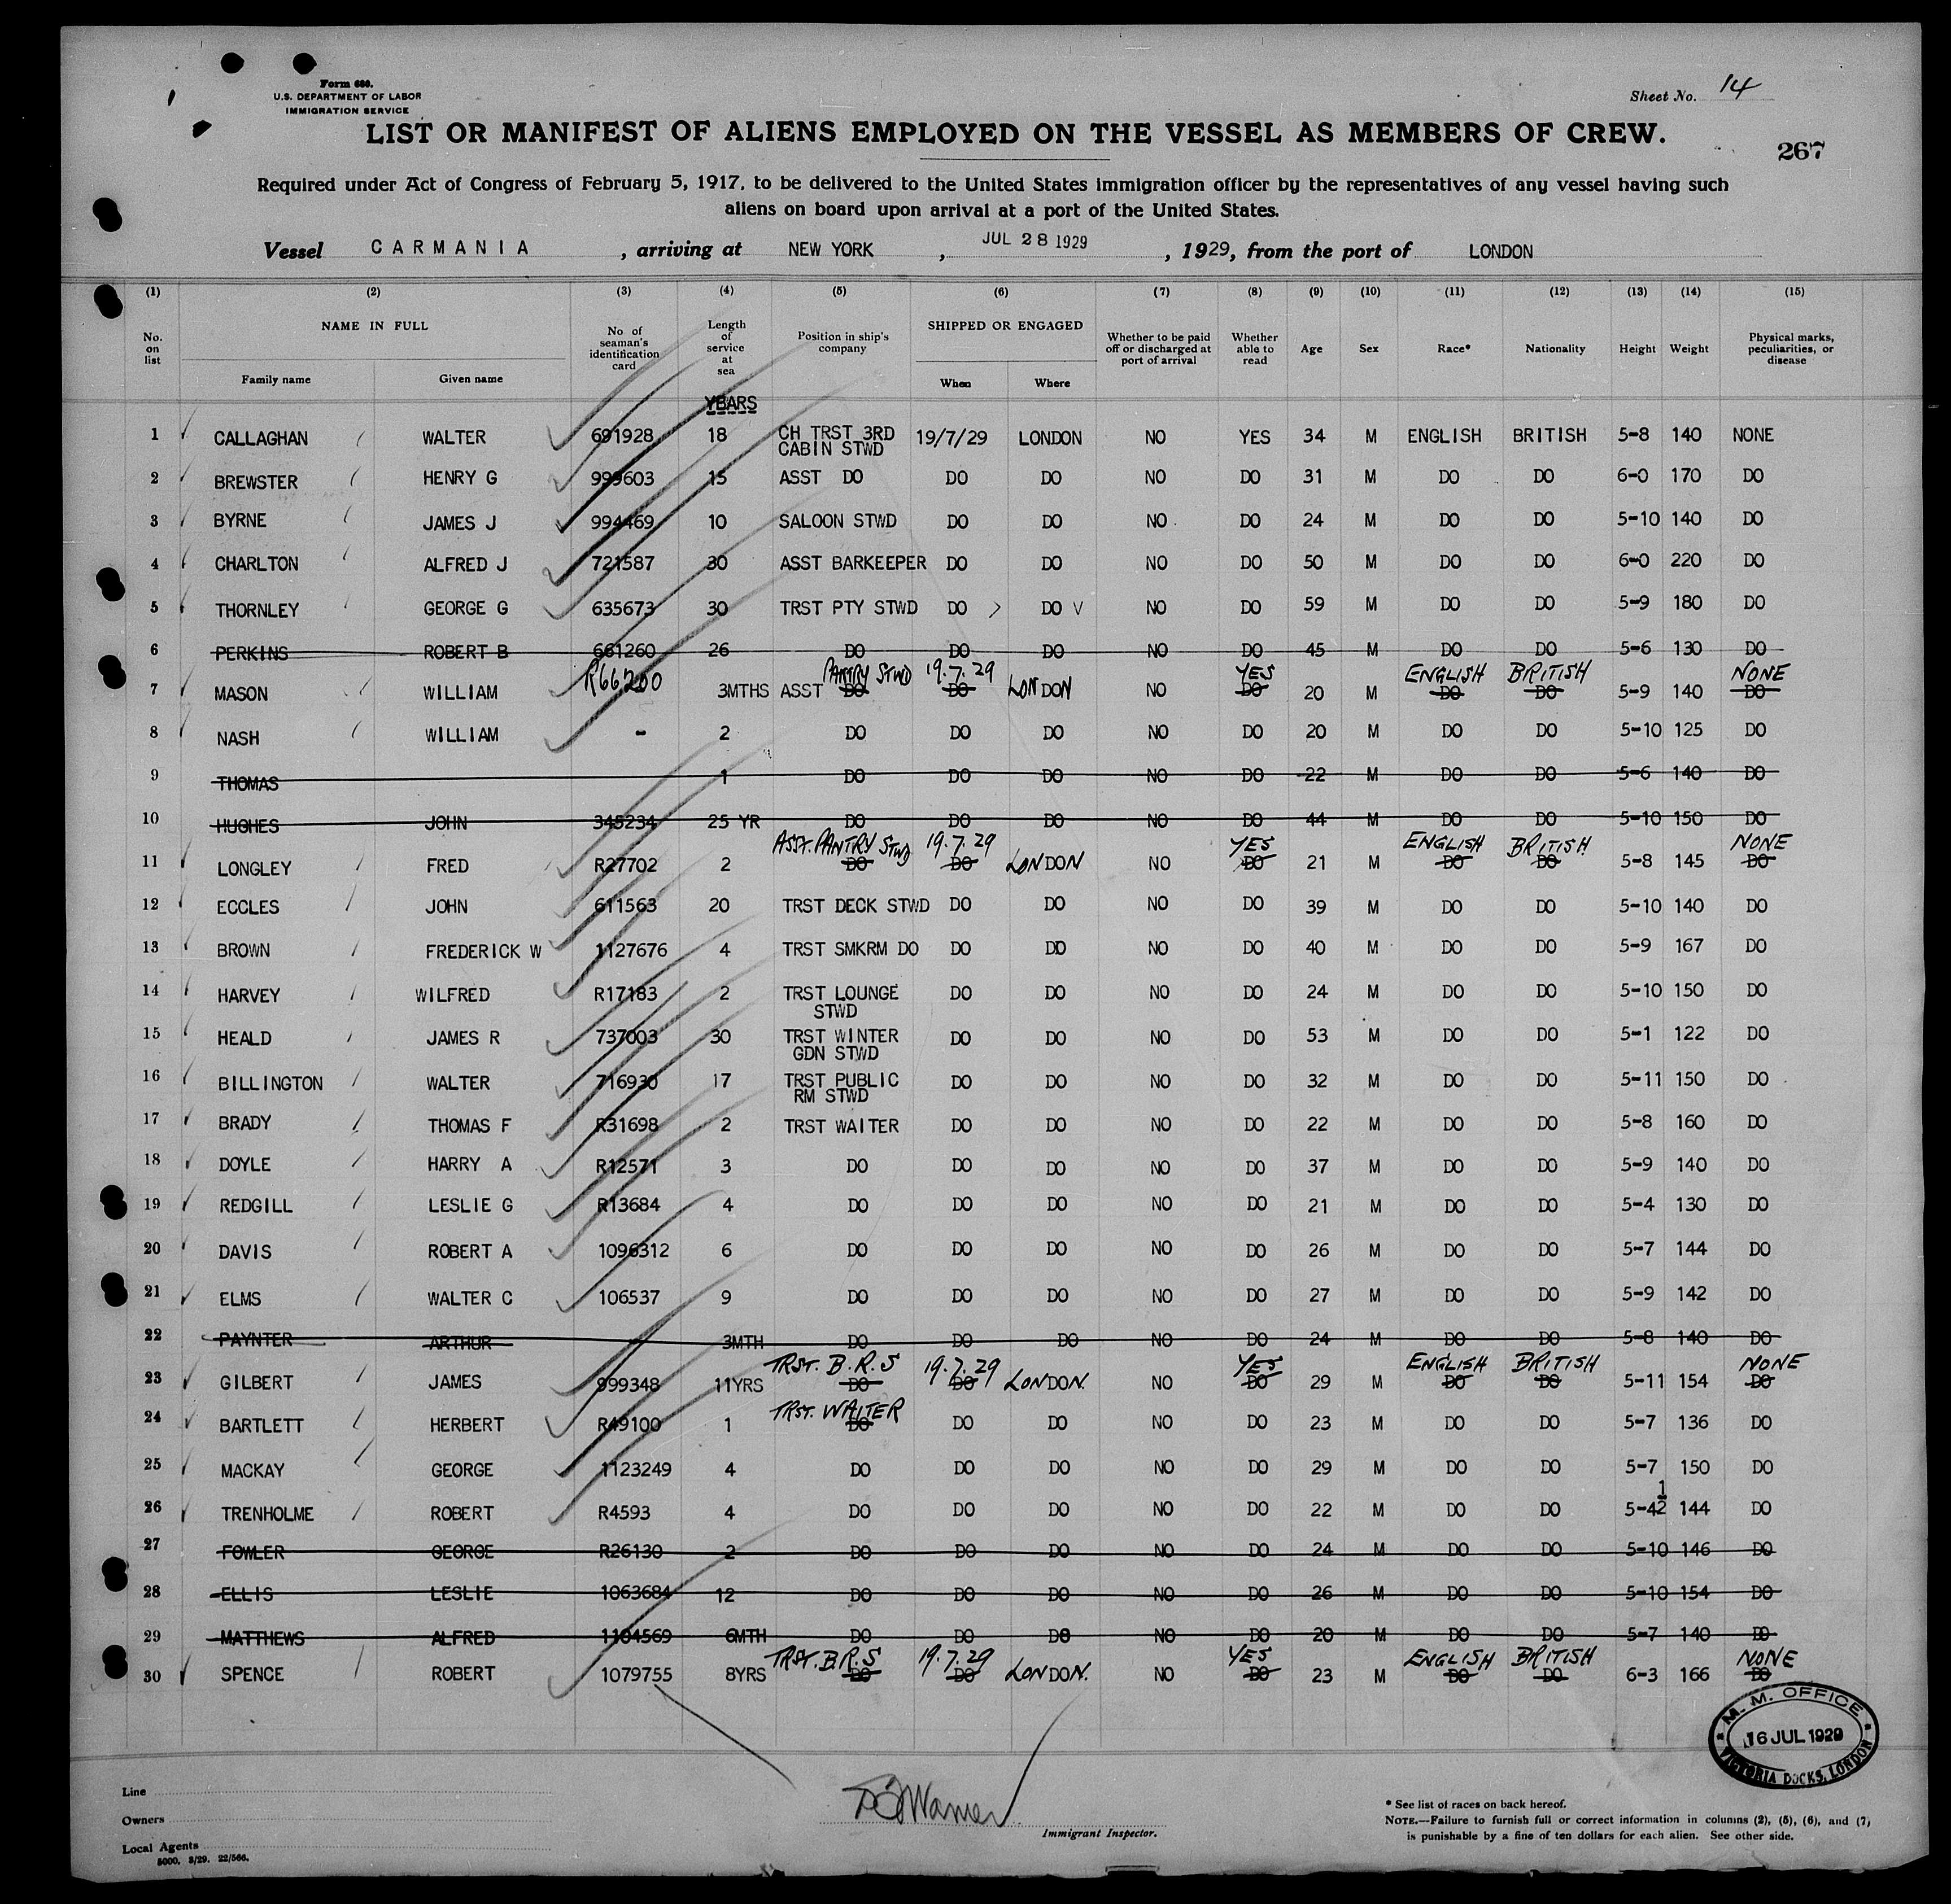 Form 680.
U.S. DEPARTMENT OF LABOR
IMMIGRATION SERVICE
Sheet No. 14
LIST OR MANIFEST OF ALIENS EMPLOYED ON THE VESSEL AS MEMBERS OF CREW.
267
Required under Act of Congress of February 5, 1917, to be delivered to the United States immigration officer by the representatives of any vessel having such
aliens on board upon arrival at a port of the United States.
Vessel CARMANIA , arriving at NEW YORK , JUL 28 1929 , 1929, from the port of LONDON
(1) (2) (3) (4) (5) (6) (7) (8) (9) (10) (11) (12) (13) (14) (15)
No. on list NAME IN FULL Family name Given name No. of seaman's identification card Length of service at sea Position in ship's company SHIPPED OR ENGAGED When Where Whether to be paid off or discharged at port of arrival Whether able to read Age Sex Race* Nationality Height Weight Physical marks, peculiarities, or disease
YEARS
1 CALLAGHAN WALTER 691928 18 CH TRST 3RD CABIN STWD 19/7/29 LONDON NO YES 34 M ENGLISH BRITISH 5-8 140 NONE
2 BREWSTER HENRY G 999603 15 ASST DO DO DO NO DO 31 M DO DO 6-0 170 DO
3 BYRNE JAMES J 994469 10 SALOON STWD DO DO NO DO 24 M DO DO 5-10 140 DO
4 CHARLTON ALFRED J 721587 30 ASST BARKEEPER DO DO NO DO 50 M DO DO 6-0 220 DO
5 THORNLEY GEORGE G 635673 30 TRST PTY STWD DO DO NO DO 59 M DO DO 5-9 180 DO
6 PERKINS ROBERT B 661260 26 DO DO DO NO DO 45 M DO DO 5-6 130 DO
PANTRY STWD 19.7.29 YES ENGLISH BRITISH NONE
7 MASON WILLIAM R66200 3MTHS ASST DO DO LONDON NO DO 20 M DO DO 5-9 140 DO
8 NASH WILLIAM - 2 DO DO DO NO DO 20 M DO DO 5-10 125 DO
9 THOMAS 1 DO DO DO NO DO 22 M DO DO 5-6 140 DO
10 HUGHES JOHN 345234 25 YR DO DO DO NO DO 44 M DO DO 5-10 150 DO
ASST. PANTRY STWD 19.7.29 YES ENGLISH BRITISH NONE
11 LONGLEY FRED R27702 2 DO DO LONDON NO DO 21 M DO DO 5-8 145 DO
12 ECCLES JOHN 611563 20 TRST DECK STWD DO DO NO DO 39 M DO DO 5-10 140 DO
13 BROWN FREDERICK W 1127676 4 TRST SMKRM DO DO DO NO DO 40 M DO DO 5-9 167 DO
14 HARVEY WILFRED R17183 2 TRST LOUNGE STWD DO DO NO DO 24 M DO DO 5-10 150 DO
15 HEALD JAMES R 737003 30 TRST WINTER GDN STWD DO DO NO DO 53 M DO DO 5-1 122 DO
16 BILLINGTON WALTER 716930 17 TRST PUBLIC RM STWD DO DO NO DO 32 M DO DO 5-11 150 DO
17 BRADY THOMAS F R31698 2 TRST WAITER DO DO NO DO 22 M DO DO 5-8 160 DO
18 DOYLE HARRY A R12571 3 DO DO DO NO DO 37 M DO DO 5-9 140 DO
19 REDGILL LESLIE G R13684 4 DO DO DO NO DO 21 M DO DO 5-4 130 DO
20 DAVIS ROBERT A 1096312 6 DO DO DO NO DO 26 M DO DO 5-7 144 DO
21 ELMS WALTER C 106537 9 DO DO DO NO DO 27 M DO DO 5-9 142 DO
22 PAYNTER ARTHUR 3MTH DO DO DO NO DO 24 M DO DO 5-8 140 DO
TRST. B.R.S 19.7.29 YES ENGLISH BRITISH NONE
23 GILBERT JAMES 999348 11YRS DO DO LONDON. NO DO 29 M DO DO 5-11 154 DO
TRST. WAITER
24 BARTLETT HERBERT R49100 1 DO DO DO NO DO 23 M DO DO 5-7 136 DO
25 MACKAY GEORGE 1123249 4 DO DO DO NO DO 29 M DO DO 5-7 150 DO
26 TRENHOLME ROBERT R4593 4 DO DO DO NO DO 22 M DO DO 5-4½ 144 DO
27 FOWLER GEORGE R26130 2 DO DO DO NO DO 24 M DO DO 5-10 146 DO
28 ELLIS LESLIE 1063684 12 DO DO DO NO DO 26 M DO DO 5-10 154 DO
29 MATTHEWS ALFRED 1104569 6MTH DO DO DO NO DO 20 M DO DO 5-7 140 DO
TRST. B.R.S 19.7.29 YES ENGLISH BRITISH NONE
30 SPENCE ROBERT 1079755 8YRS DO DO LONDON. NO DO 23 M DO DO 6-3 166 DO
M. M. OFFICE
16 JUL 1929
VICTORIA DOCKS, LONDON
Line
Owners
Local Agents
5000. 3/29. 22/566.
Immigrant Inspector.
* See list of races on back hereof.
NOTE.—Failure to furnish full or correct information in columns (2), (5), (6), and (7)
is punishable by a fine of ten dollars for each alien. See other side.